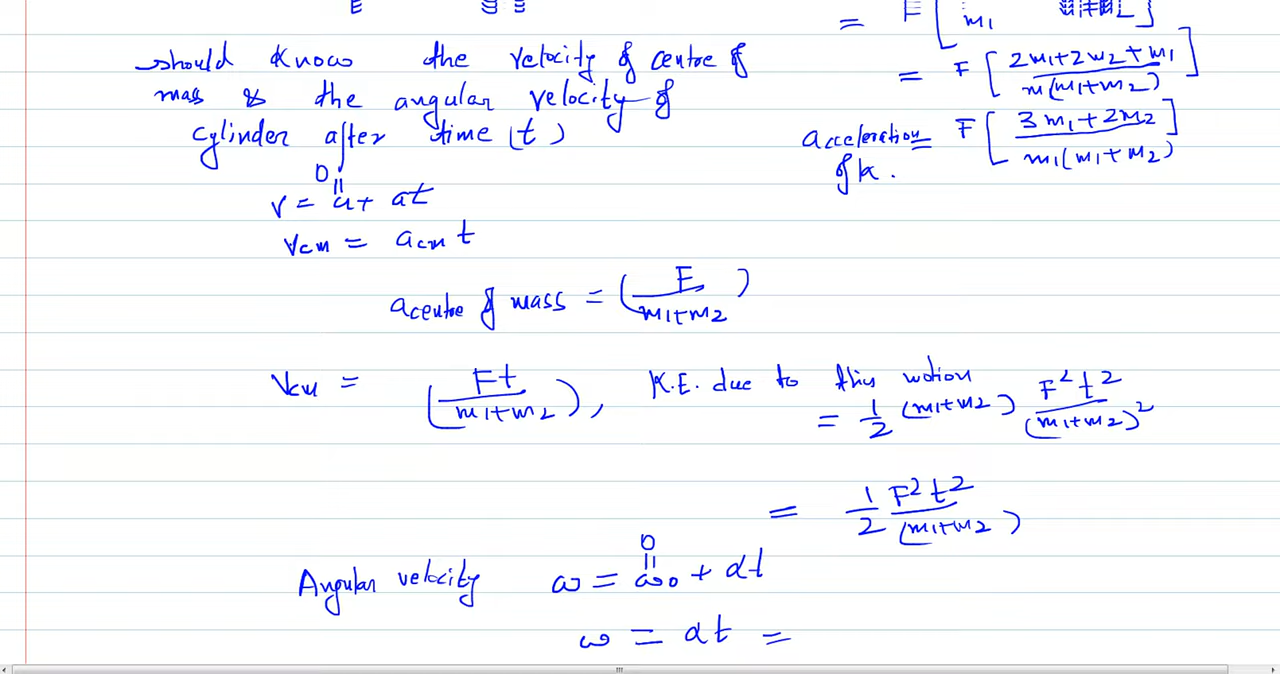 should know the velocity of centre of
mass & the angular velocity of
cylinder after time (t)
0
||
v = u + at
vcm = acm t
acentre of mass = (F / m1+m2)
Vcm = (Ft / m1+m2), K.E. due to this motion
= 1/2 (m1+m2) F²t² / (m1+m2)²
= 1/2 F²t² / (m1+m2)
0
||
Angular velocity ω = ω0 + αt
ω = αt =
= F [ m1
= F [ 2m1+2m2+m1 / m(m1+m2) ]
acceleration = F [ 3m1+2m2 / m1(m1+m2) ]
of k.